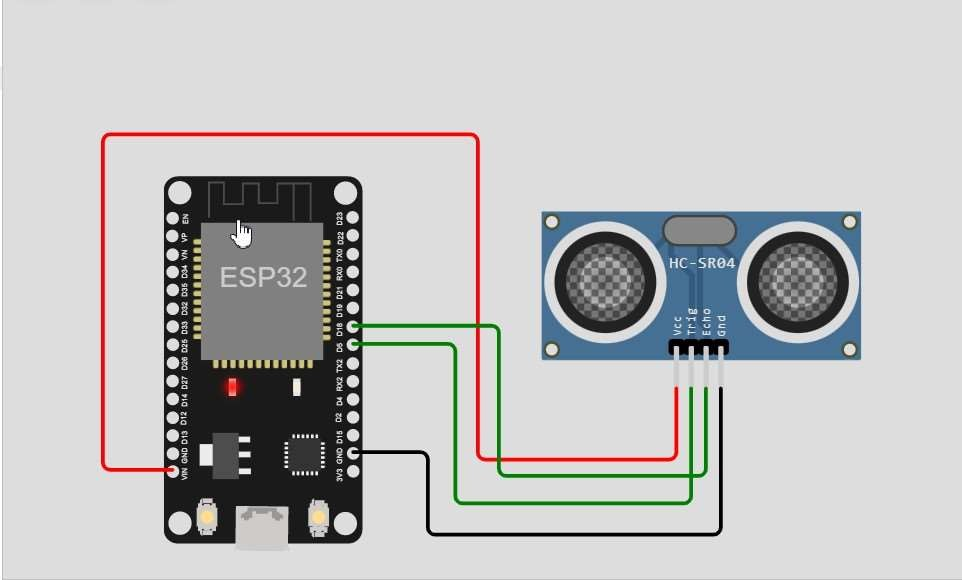 EN
VP
VN
D34
D35
D32
D33
D25
D26
D27
D14
D12
D13
GND
VIN
ESP32
D23
D22
TX0
RX0
D21
D19
D18
D5
TX2
RX2
D4
D2
D15
GND
3V3
HC-SR04
Vcc
Trig
Echo
Gnd